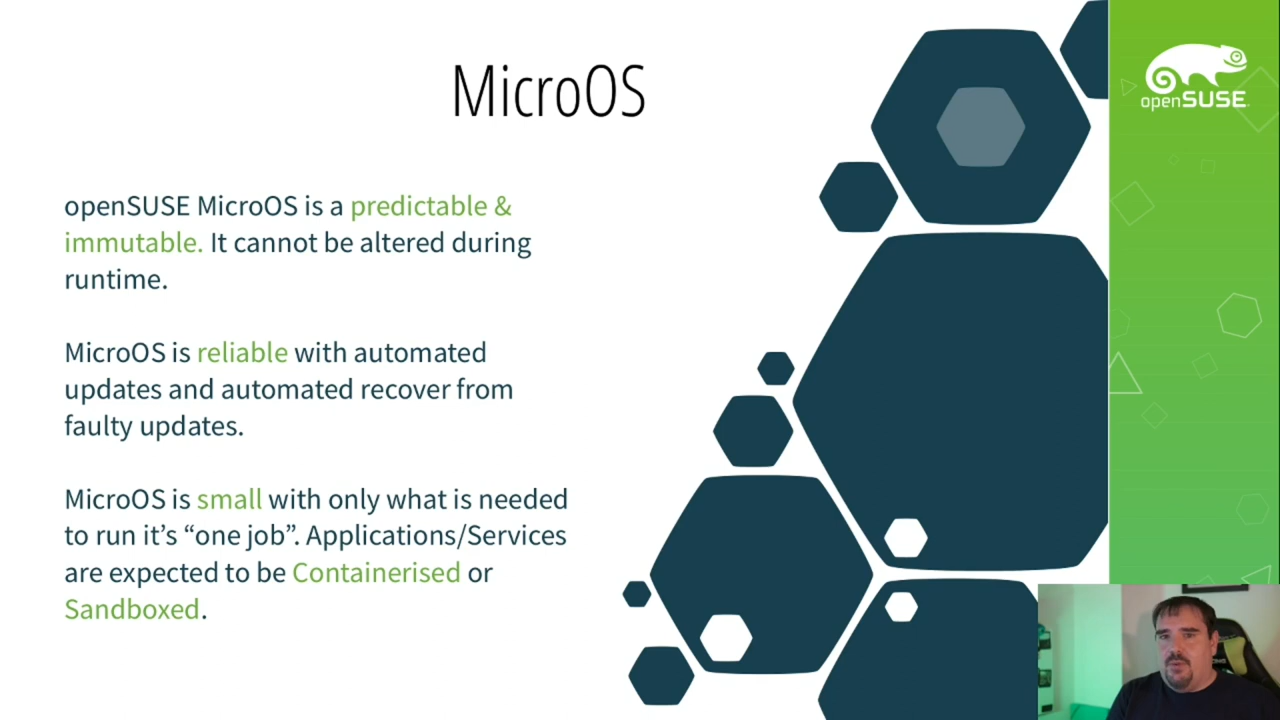 MicroOS
openSUSE
openSUSE MicroOS is a predictable &
immutable. It cannot be altered during
runtime.
MicroOS is reliable with automated
updates and automated recover from
faulty updates.
MicroOS is small with only what is needed
to run it’s “one job”. Applications/Services
are expected to be Containerised or
Sandboxed.